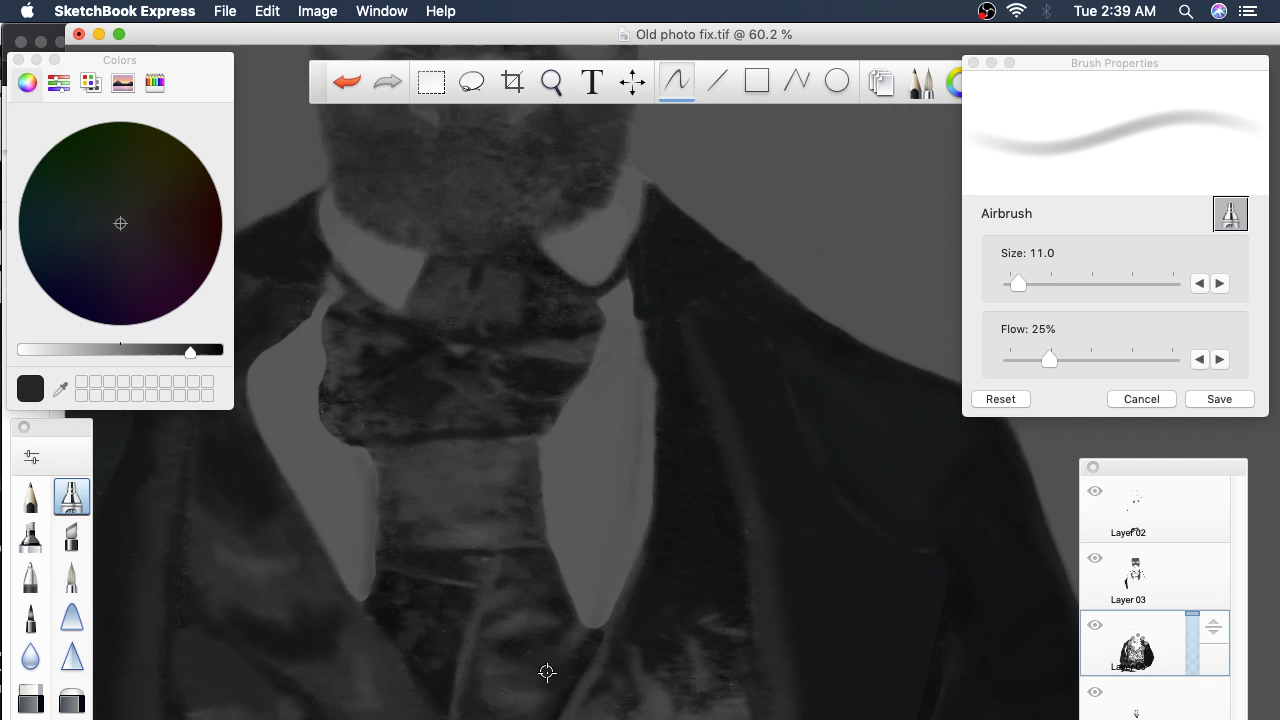 SketchBook Express File Edit Image Window Help Tue 2:39 AM
Old photo fix.tif @ 60.2 %
Colors
T
Brush Properties
Airbrush
Size: 11.0
Flow: 25%
Reset Cancel Save
Layer 02
Layer 03